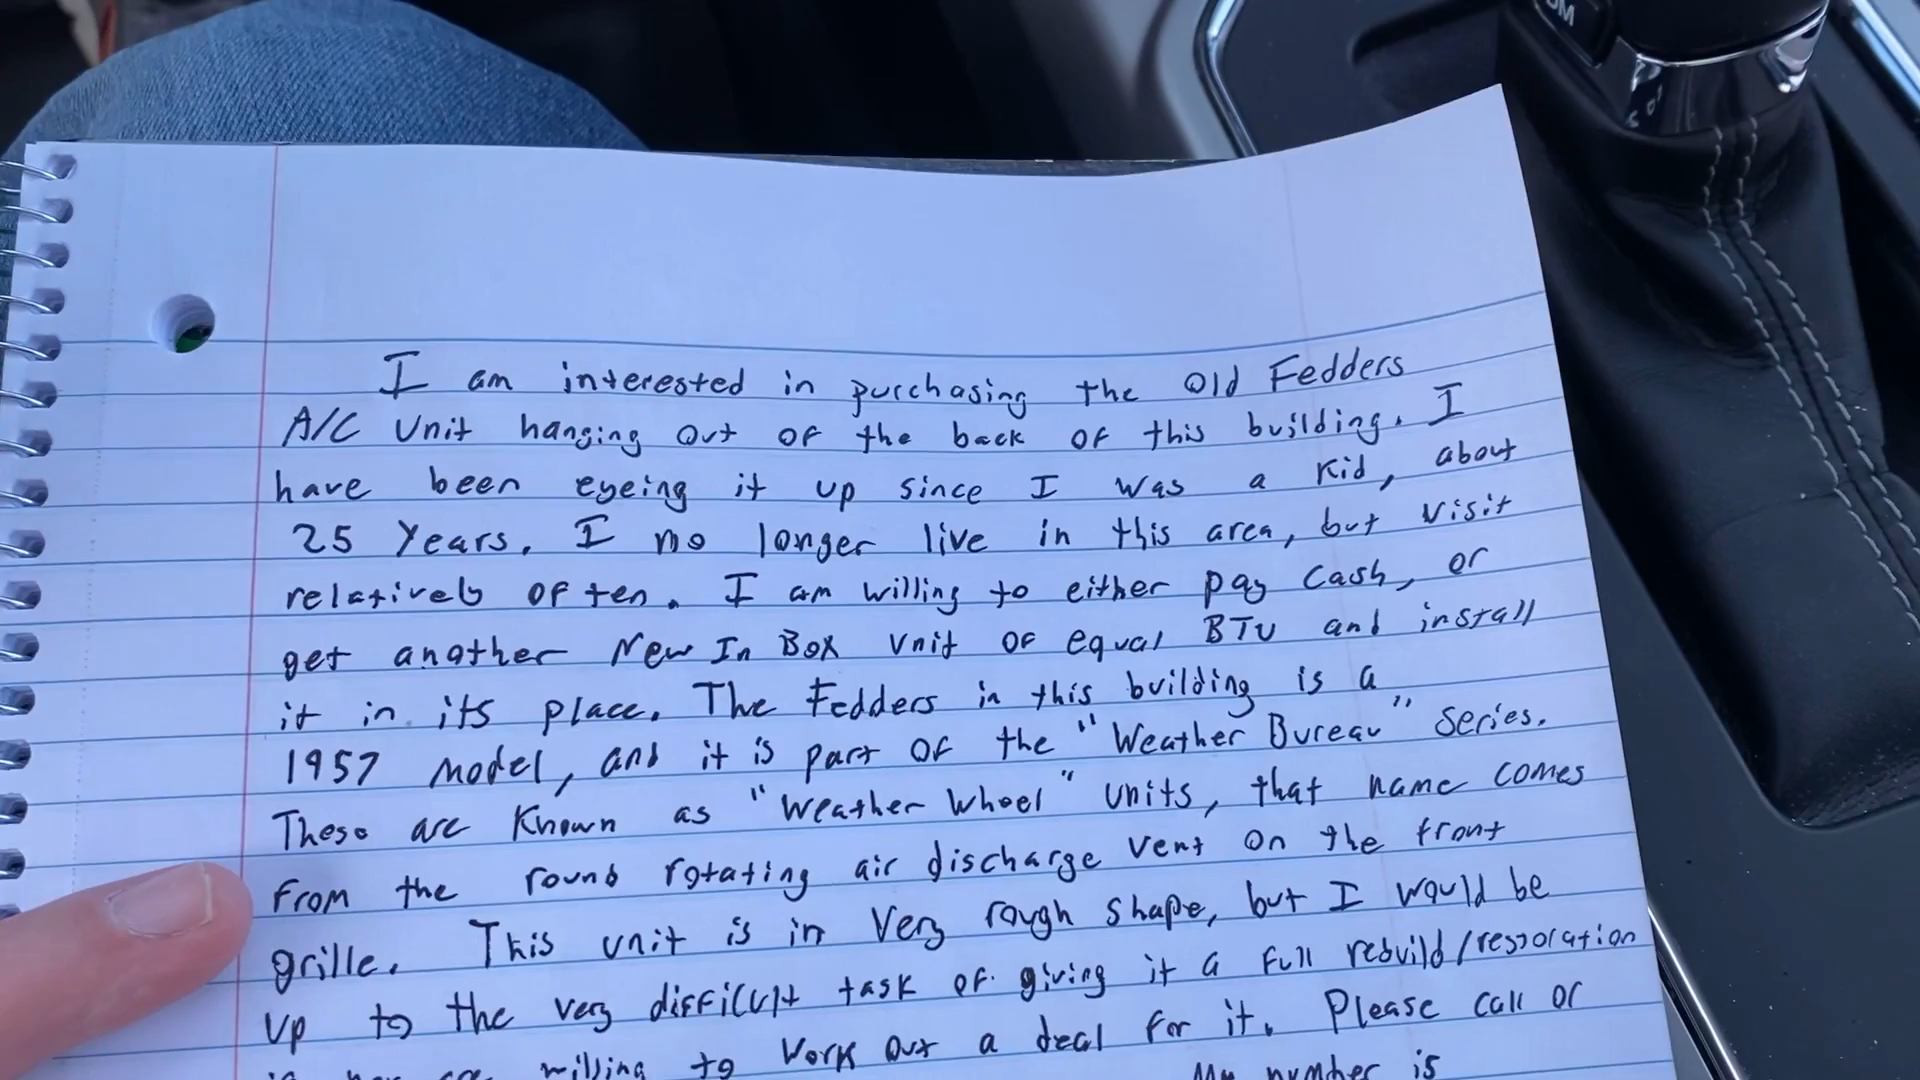 I am interested in purchasing the Old Fedders
A/C Unit hanging out of the back of this building. I
have been eyeing it up since I was a kid, about
25 Years. I no longer live in this area, but visit
relatively often. I am willing to either pay cash, or
get another New In Box unit of equal BTU and install
it in its place. The Fedders in this building is a
1957 model, and it is part of the "Weather Bureau" series.
These are known as "Weather Wheel" units, that name comes
from the round rotating air discharge vent on the front
grille. This unit is in very rough shape, but I would be
up to the very difficult task of giving it a full rebuild/restoration
willing to work out a deal for it. Please call or
My number is